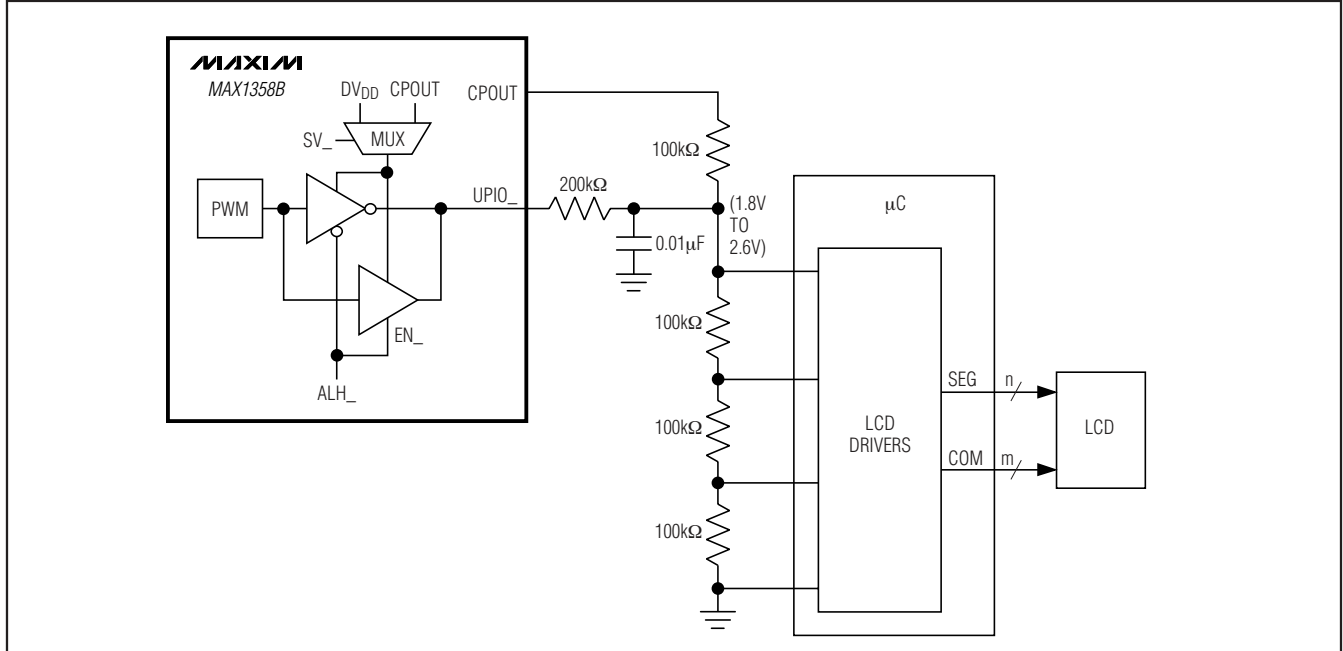 MAXIM
MAX1358B
DVDD CPOUT
CPOUT
SV_
MUX
100kΩ
PWM
UPIO_
200kΩ
(1.8V
TO
2.6V)
µC
0.01µF
100kΩ
EN_
ALH_
SEG n
LCD
DRIVERS
LCD
100kΩ
COM m
100kΩ